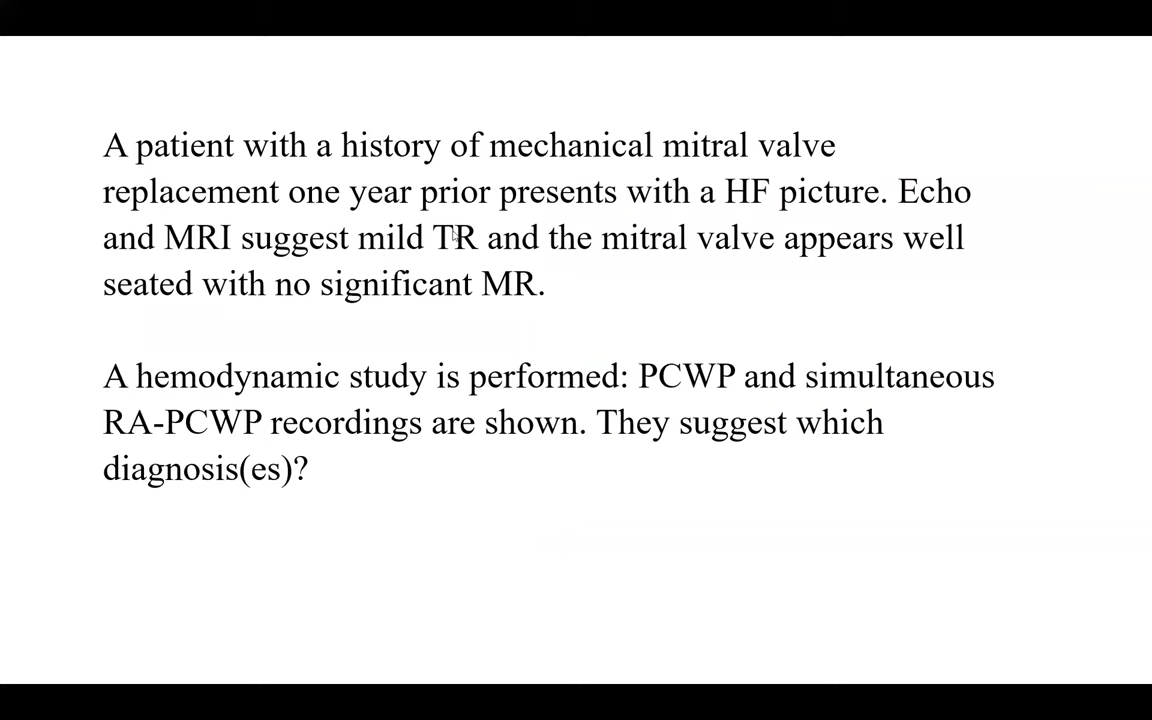 A patient with a history of mechanical mitral valve
replacement one year prior presents with a HF picture. Echo
and MRI suggest mild TR and the mitral valve appears well
seated with no significant MR.
A hemodynamic study is performed: PCWP and simultaneous
RA-PCWP recordings are shown. They suggest which
diagnosis(es)?